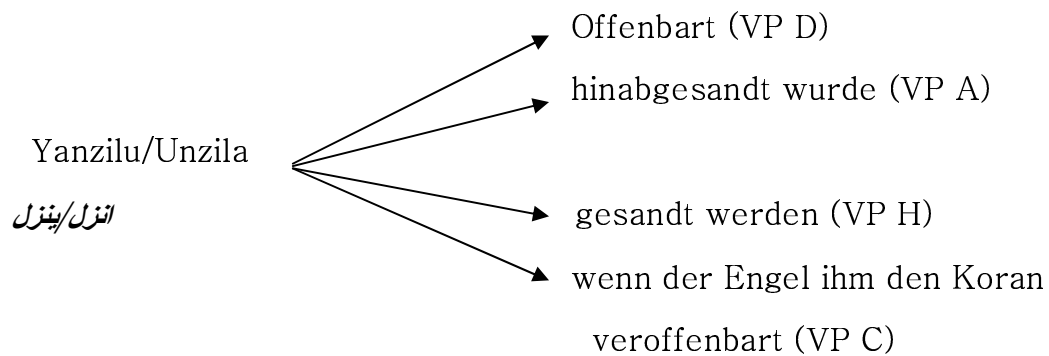 Offenbart (VP D)
hinabgesandt wurde (VP A)
Yanzilu/Unzila
انزل/ينزل
gesandt werden (VP H)
wenn der Engel ihm den Koran
veroffenbart (VP C)